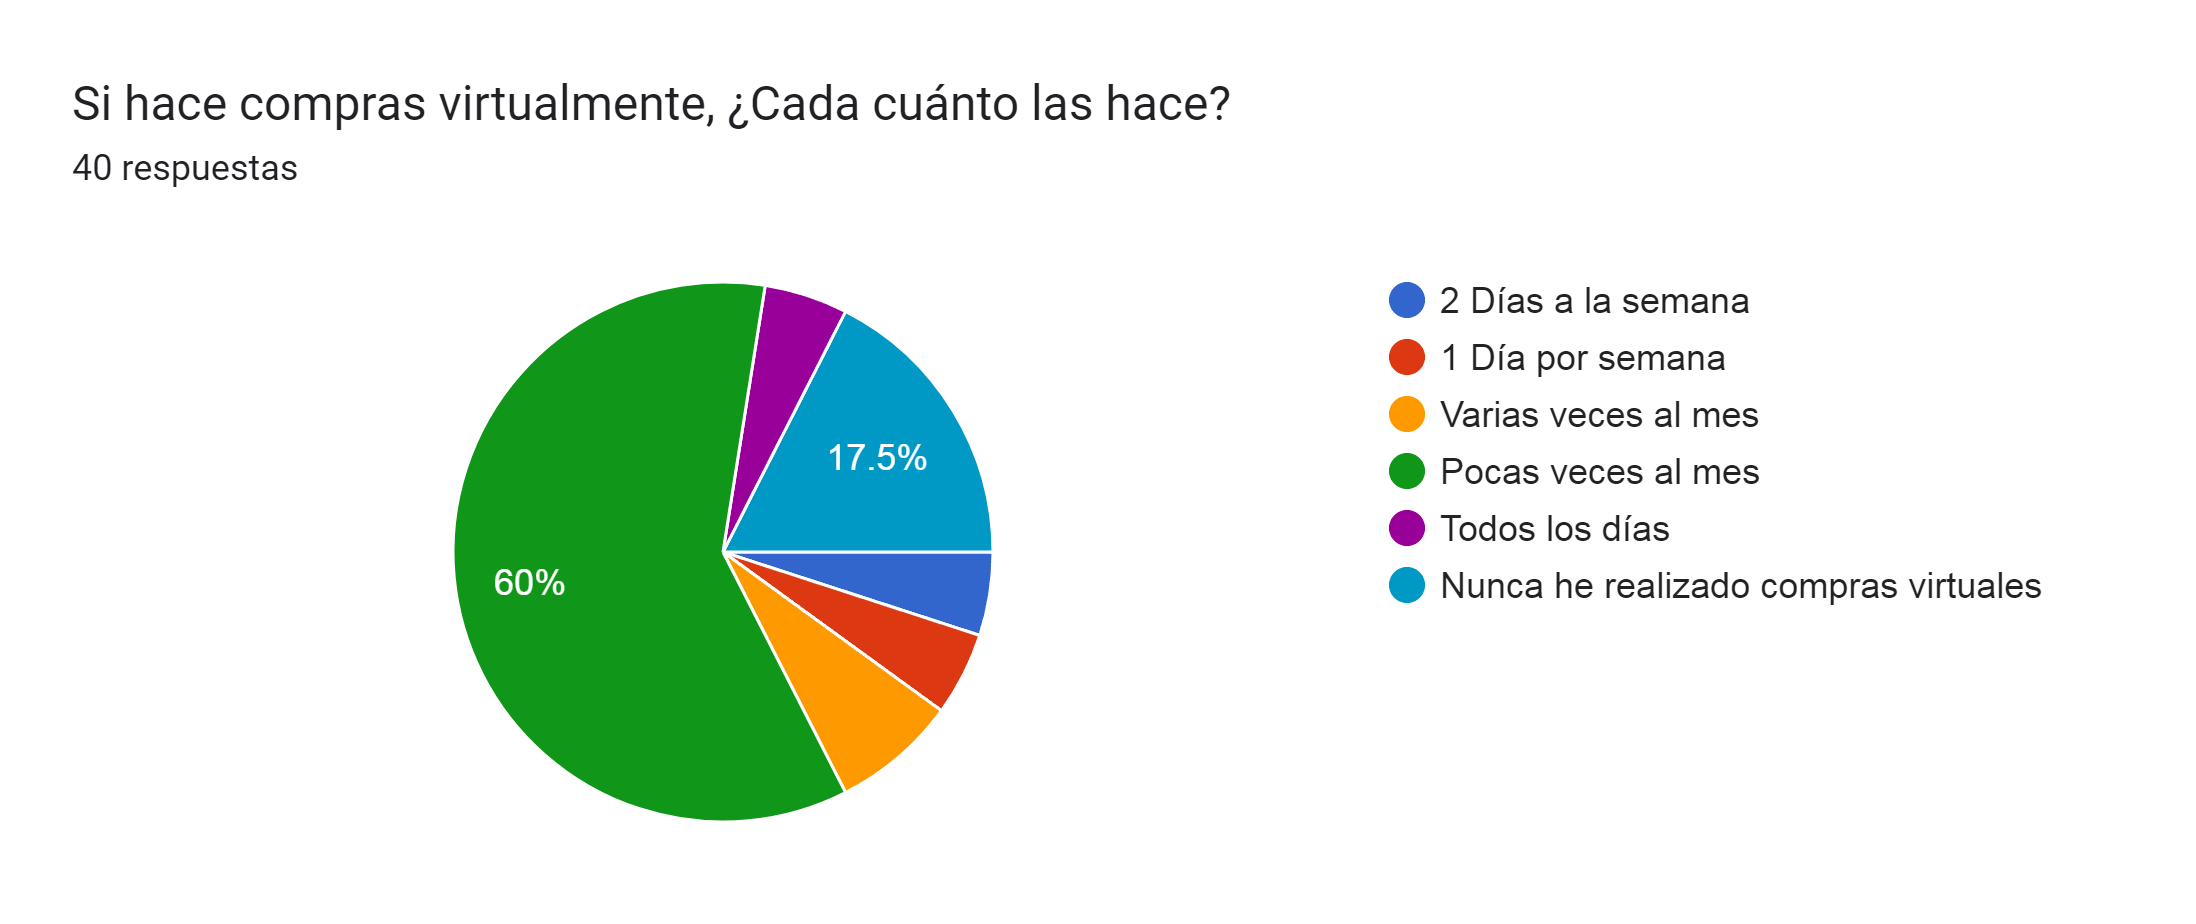 Si hace compras virtualmente, ¿Cada cuánto las hace?
40 respuestas
17.5%
60%
2 Días a la semana
1 Día por semana
Varias veces al mes
Pocas veces al mes
Todos los días
Nunca he realizado compras virtuales